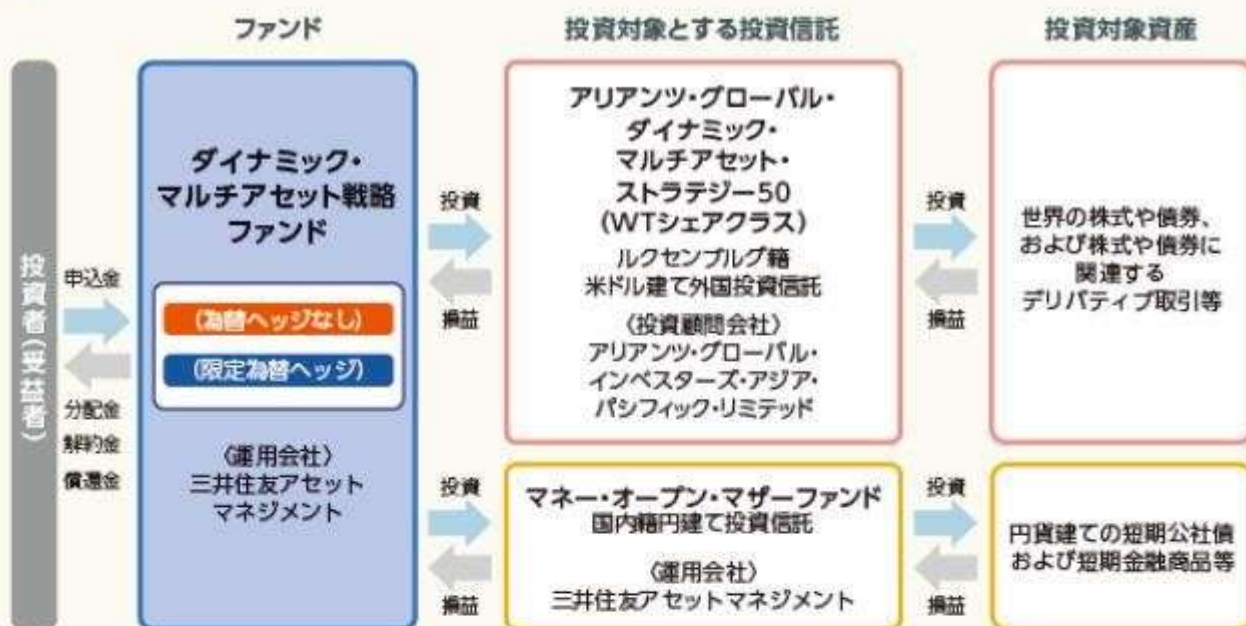 ファンド
投資対象とする投資信託
投資対象資産
投資者(受益者)
申込金
分配金
解約金
償還金
ダイナミック・
マルチアセット戦略
ファンド
(為替ヘッジなし)
(限定為替ヘッジ)
〈運用会社〉
三井住友アセット
マネジメント
投資
損益
アリアンツ・グローバル・
ダイナミック・
マルチアセット・
ストラテジー50
(WTシェアクラス)
ルクセンブルグ籍
米ドル建て外国投資信託
〈投資顧問会社〉
アリアンツ・グローバル・
インベスターズ・アジア・
パシフィック・リミテッド
投資
損益
世界の株式や債券、
および株式や債券に
関連する
デリバティブ取引等
投資
損益
マネー・オープン・マザーファンド
国内籍円建て投資信託
〈運用会社〉
三井住友アセットマネジメント
投資
損益
円貨建ての短期公社債
および短期金融商品等